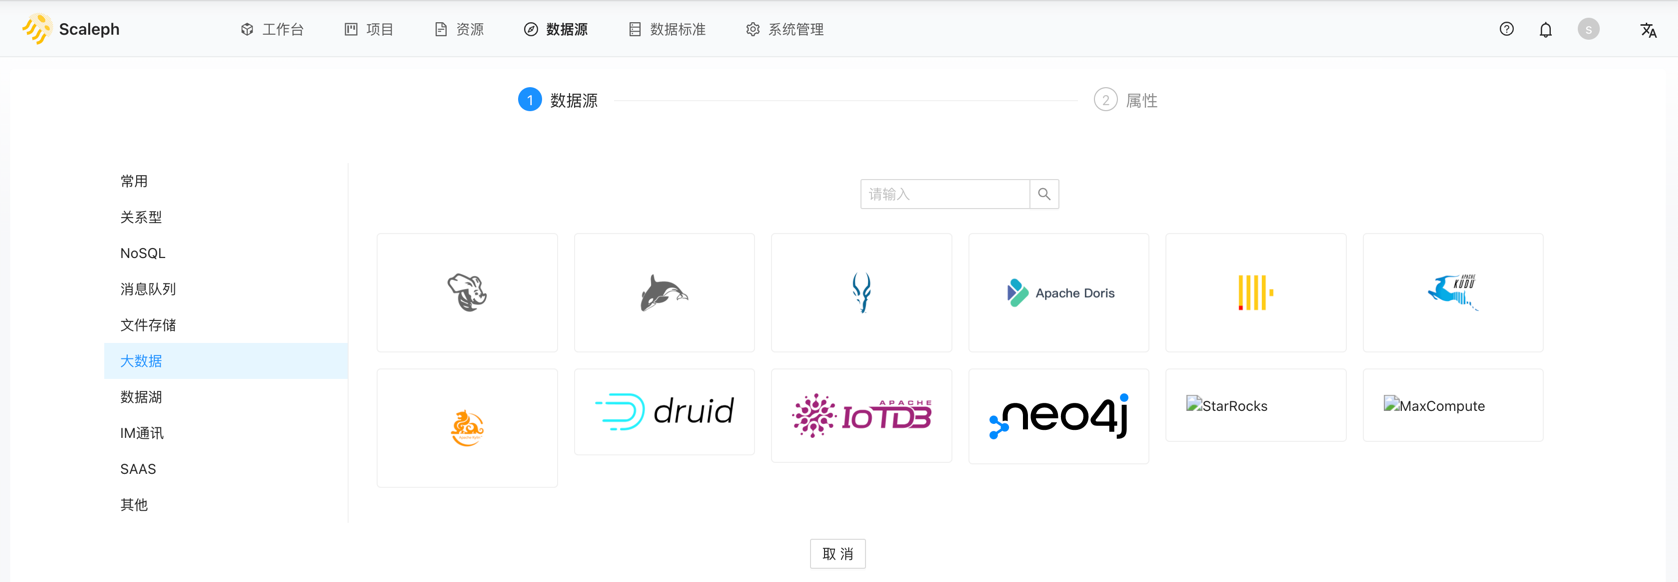 Scaleph
工作台
项目
资源
数据源
数据标准
系统管理
S
1 数据源
2 属性
常用
关系型
NoSQL
消息队列
文件存储
大数据
数据湖
IM通讯
SAAS
其他
请输入
Apache Doris
APACHE
KUDU
druid
APACHE
IoTDB
neo4j
StarRocks
MaxCompute
取 消